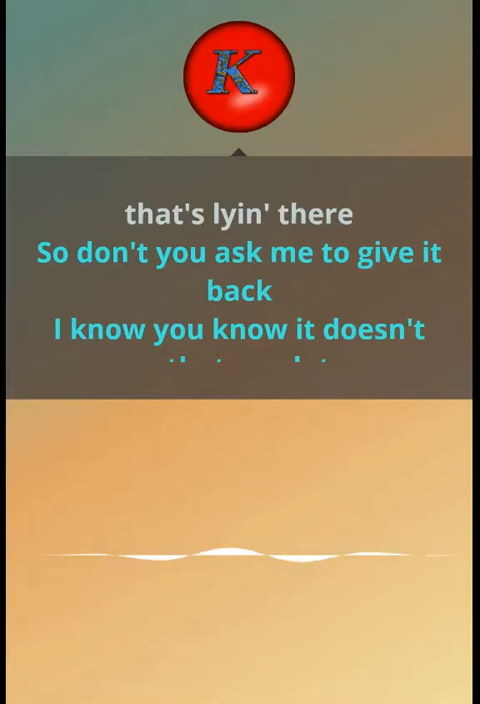 K
that's lyin' there
So don't you ask me to give it
back
I know you know it doesn't